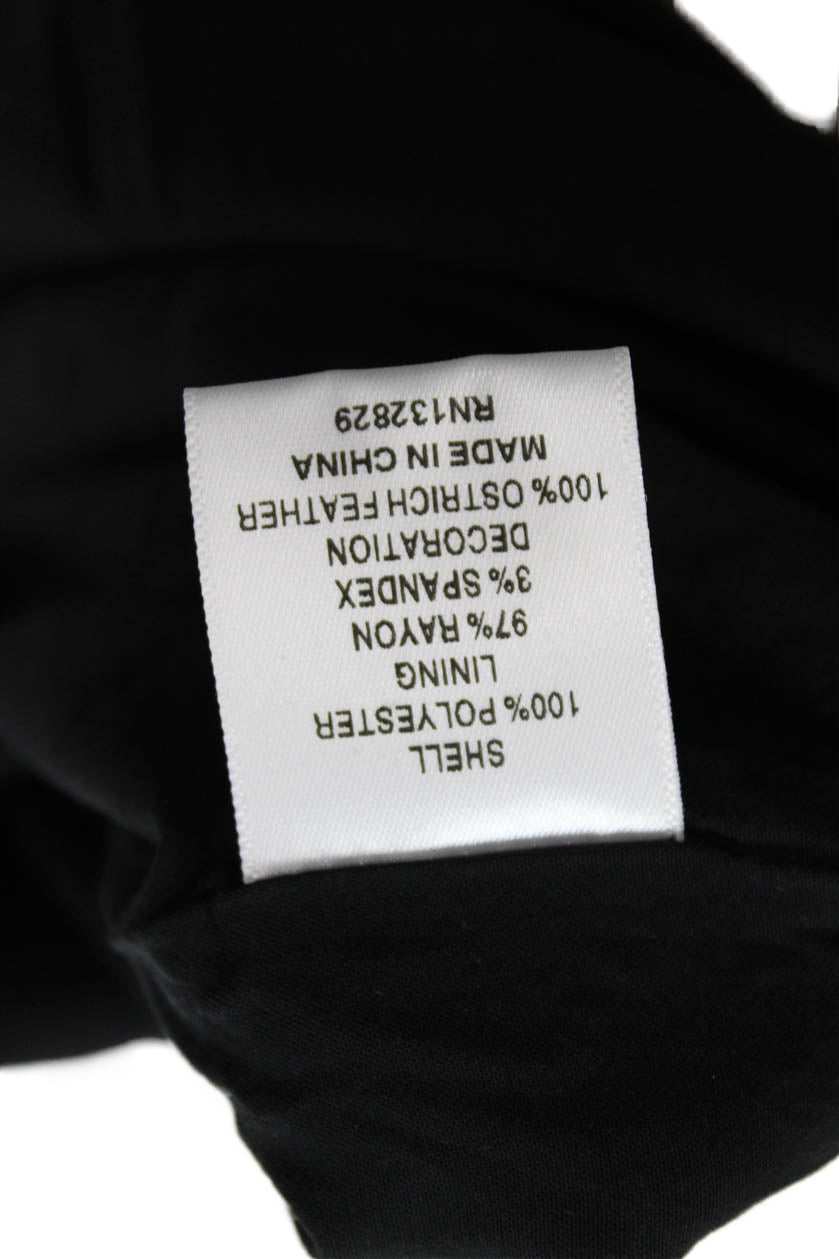 SHELL
100% POLYESTER
LINING
97% RAYON
3% SPANDEX
DECORATION
100% OSTRICH FEATHER
MADE IN CHINA
RN132829